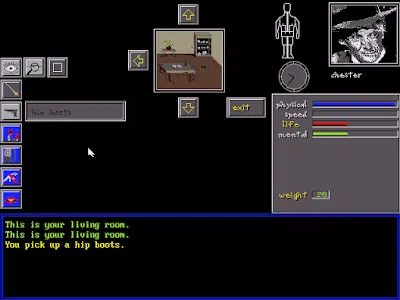 chester
hip boots
exit
physical
speed
life
mental
weight 29
This is your living room.
This is your living room.
You pick up a hip boots.